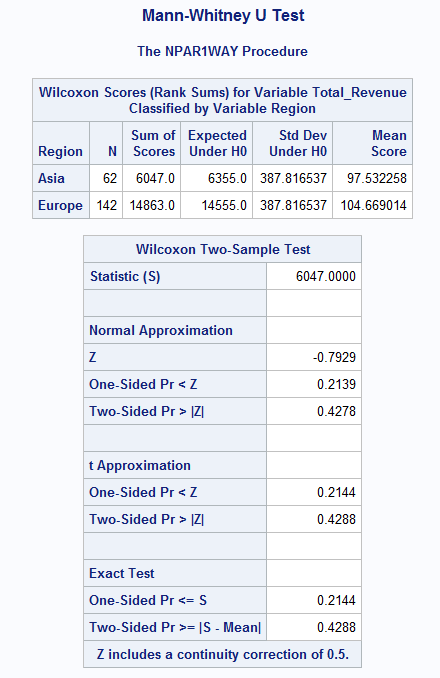 Mann-Whitney U Test
The NPAR1WAY Procedure
Wilcoxon Scores (Rank Sums) for Variable Total_Revenue
Classified by Variable Region
Region N Sum of Scores Expected Under H0 Std Dev Under H0 Mean Score
Asia 62 6047.0 6355.0 387.816537 97.532258
Europe 142 14863.0 14555.0 387.816537 104.669014
Wilcoxon Two-Sample Test
Statistic (S) 6047.0000
Normal Approximation
Z -0.7929
One-Sided Pr < Z 0.2139
Two-Sided Pr > |Z| 0.4278
t Approximation
One-Sided Pr < Z 0.2144
Two-Sided Pr > |Z| 0.4288
Exact Test
One-Sided Pr <= S 0.2144
Two-Sided Pr >= |S - Mean| 0.4288
Z includes a continuity correction of 0.5.